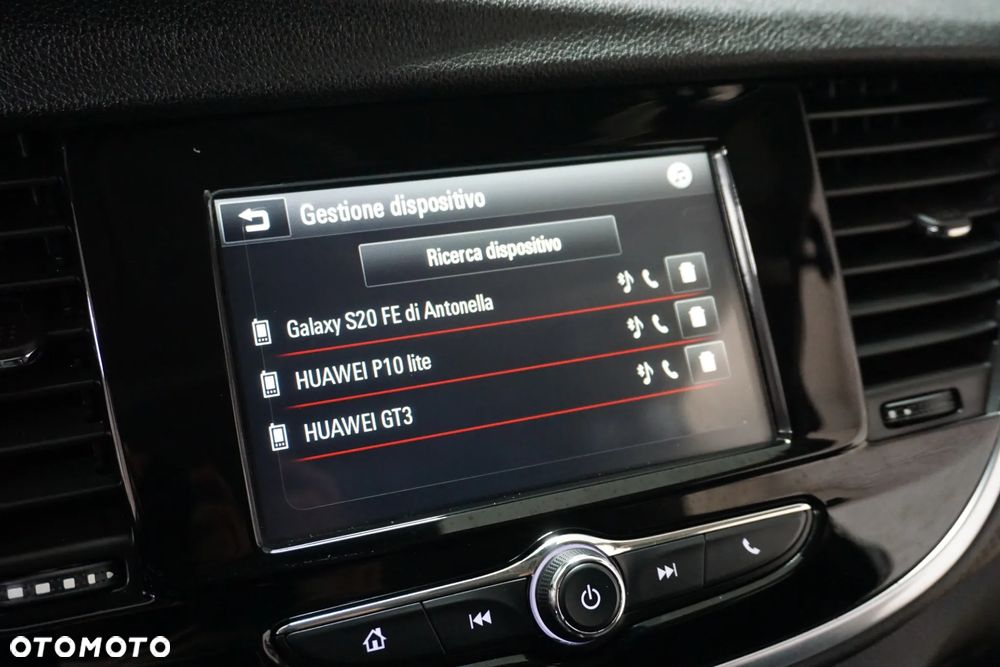 Gestione dispositivo
Ricerca dispositivo
Galaxy S20 FE di Antonella
HUAWEI P10 lite
HUAWEI GT3
OTOMOTO